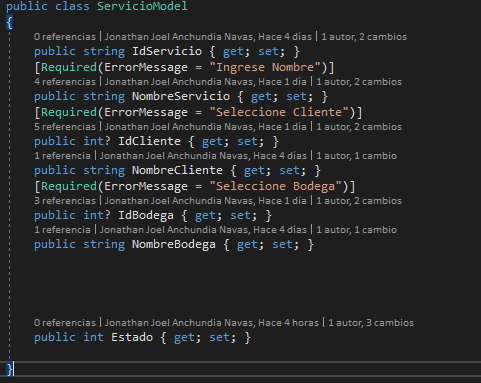 public class ServicioModel
{
0 referencias | Jonathan Joel Anchundia Navas, Hace 4 días | 1 autor, 2 cambios
public string IdServicio { get; set; }
[Required(ErrorMessage = "Ingrese Nombre")]
4 referencias | Jonathan Joel Anchundia Navas, Hace 1 día | 1 autor, 2 cambios
public string NombreServicio { get; set; }
[Required(ErrorMessage = "Seleccione Cliente")]
5 referencias | Jonathan Joel Anchundia Navas, Hace 1 día | 1 autor, 2 cambios
public int? IdCliente { get; set; }
1 referencia | Jonathan Joel Anchundia Navas, Hace 4 días | 1 autor, 1 cambio
public string NombreCliente { get; set; }
[Required(ErrorMessage = "Seleccione Bodega")]
3 referencias | Jonathan Joel Anchundia Navas, Hace 1 día | 1 autor, 2 cambios
public int? IdBodega { get; set; }
1 referencia | Jonathan Joel Anchundia Navas, Hace 4 días | 1 autor, 1 cambio
public string NombreBodega { get; set; }
0 referencias | Jonathan Joel Anchundia Navas, Hace 4 horas | 1 autor, 3 cambios
public int Estado { get; set; }
}